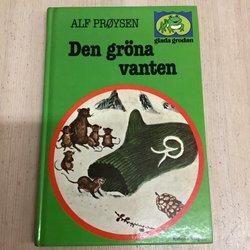 ALF PRØYSEN
glada grodan
Den gröna
vanten